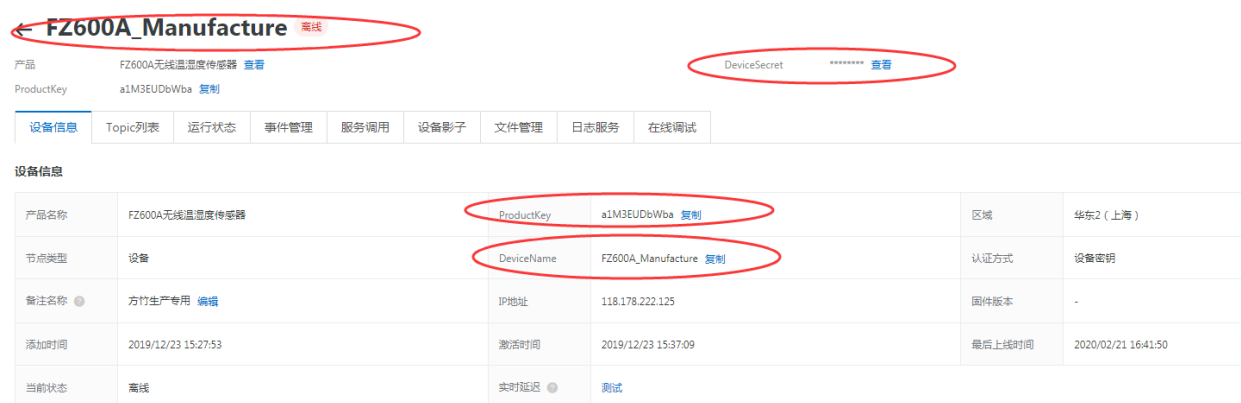 ← FZ600A_Manufacture 离线
产品 FZ600A无线温湿度传感器 查看 DeviceSecret ******** 查看
ProductKey a1M3EUDbWba 复制
设备信息 Topic列表 运行状态 事件管理 服务调用 设备影子 文件管理 日志服务 在线调试
设备信息
产品名称 FZ600A无线温湿度传感器 ProductKey a1M3EUDbWba 复制 区域 华东2（上海）
节点类型 设备 DeviceName FZ600A_Manufacture 复制 认证方式 设备密钥
备注名称 方竹生产专用 编辑 IP地址 118.178.222.125 固件版本 -
添加时间 2019/12/23 15:27:53 激活时间 2019/12/23 15:37:09 最后上线时间 2020/02/21 16:41:50
当前状态 离线 实时延迟 测试